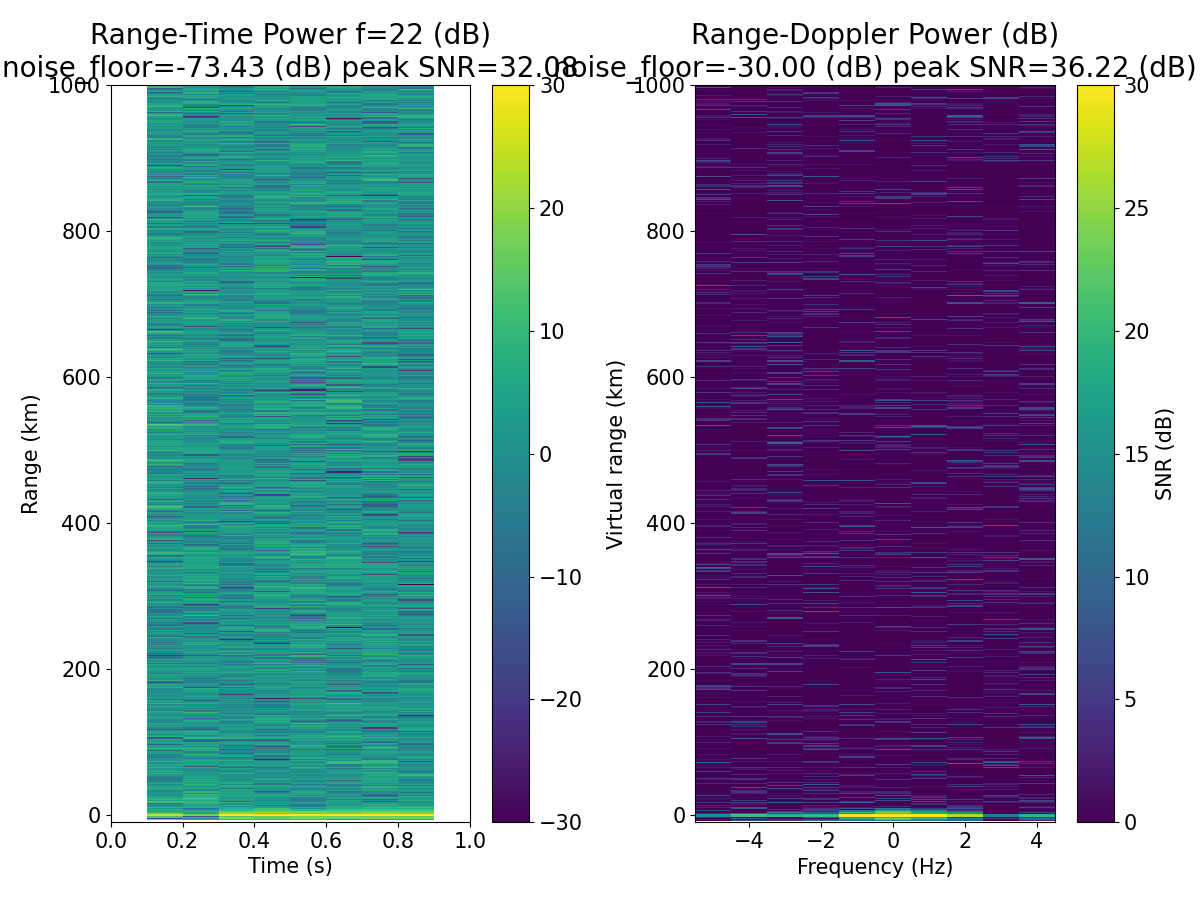 Range-Time Power f=22 (dB)
noise_floor=-73.43 (dB) peak SNR=32.08
Range-Doppler Power (dB)
noise_floor=-30.00 (dB) peak SNR=36.22 (dB)
1000
800
600
400
200
0
Range (km)
0.0 0.2 0.4 0.6 0.8 1.0
Time (s)
30
20
10
0
−10
−20
−30
1000
800
600
400
200
0
Virtual range (km)
−4 −2 0 2 4
Frequency (Hz)
30
25
20
15
10
5
0
SNR (dB)